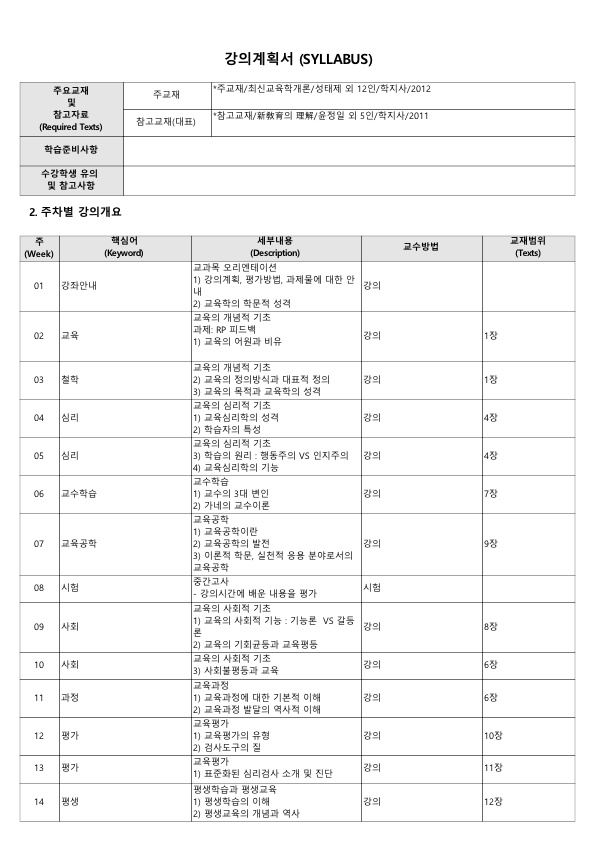 강의계획서 (SYLLABUS)
주요교재
및
참고자료
(Required Texts)
주교재
*주교재/최신교육학개론/성태제 외 12인/학지사/2012
참고교재(대표)
*참고교재/新敎育의 理解/윤정일 외 5인/학지사/2011
학습준비사항
수강학생 유의
및 참고사항
2. 주차별 강의개요
주
(Week)
핵심어
(Keyword)
세부내용
(Description)
교수방법
교재범위
(Texts)
01
강좌안내
교과목 오리엔테이션
1) 강의계획, 평가방법, 과제물에 대한 안
내
2) 교육학의 학문적 성격
강의
02
교육
교육의 개념적 기초
과제: RP 피드백
1) 교육의 어원과 비유
강의
1장
03
철학
교육의 개념적 기초
2) 교육의 정의방식과 대표적 정의
3) 교육의 목적과 교육학의 성격
강의
1장
04
심리
교육의 심리적 기초
1) 교육심리학의 성격
2) 학습자의 특성
강의
4장
05
심리
교육의 심리적 기초
3) 학습의 원리 : 행동주의 VS 인지주의
4) 교육심리학의 기능
강의
4장
06
교수학습
교수학습
1) 교수의 3대 변인
2) 가네의 교수이론
강의
7장
07
교육공학
교육공학
1) 교육공학이란
2) 교육공학의 발전
3) 이론적 학문, 실천적 응용 분야로서의
교육공학
강의
9장
08
시험
중간고사
- 강의시간에 배운 내용을 평가
시험
09
사회
교육의 사회적 기초
1) 교육의 사회적 기능 : 기능론 VS 갈등
론
2) 교육의 기회균등과 교육평등
강의
8장
10
사회
교육의 사회적 기초
3) 사회불평등과 교육
강의
6장
11
과정
교육과정
1) 교육과정에 대한 기본적 이해
2) 교육과정 발달의 역사적 이해
강의
6장
12
평가
교육평가
1) 교육평가의 유형
2) 검사도구의 질
강의
10장
13
평가
교육평가
1) 표준화된 심리검사 소개 및 진단
강의
11장
14
평생
평생학습과 평생교육
1) 평생학습의 이해
2) 평생교육의 개념과 역사
강의
12장